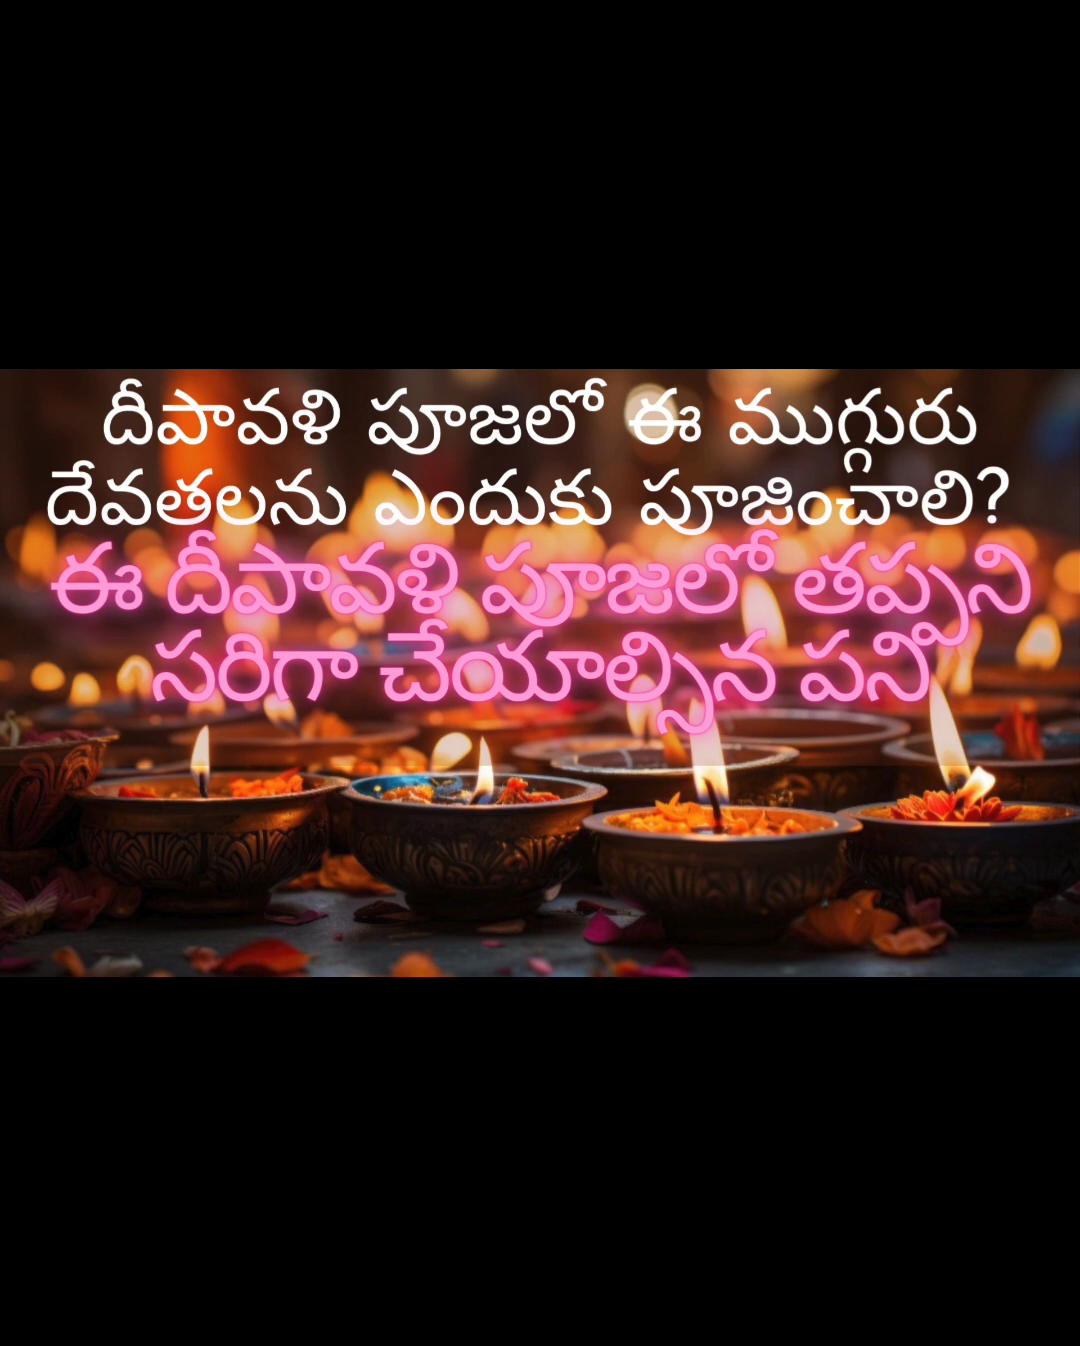 దీపావళి పూజలో ఈ ముగ్గురు
దేవతలను ఎందుకు పూజించాలి?
ఈ దీపావళి పూజలో తప్పని
సరిగా చేయాల్సిన పని